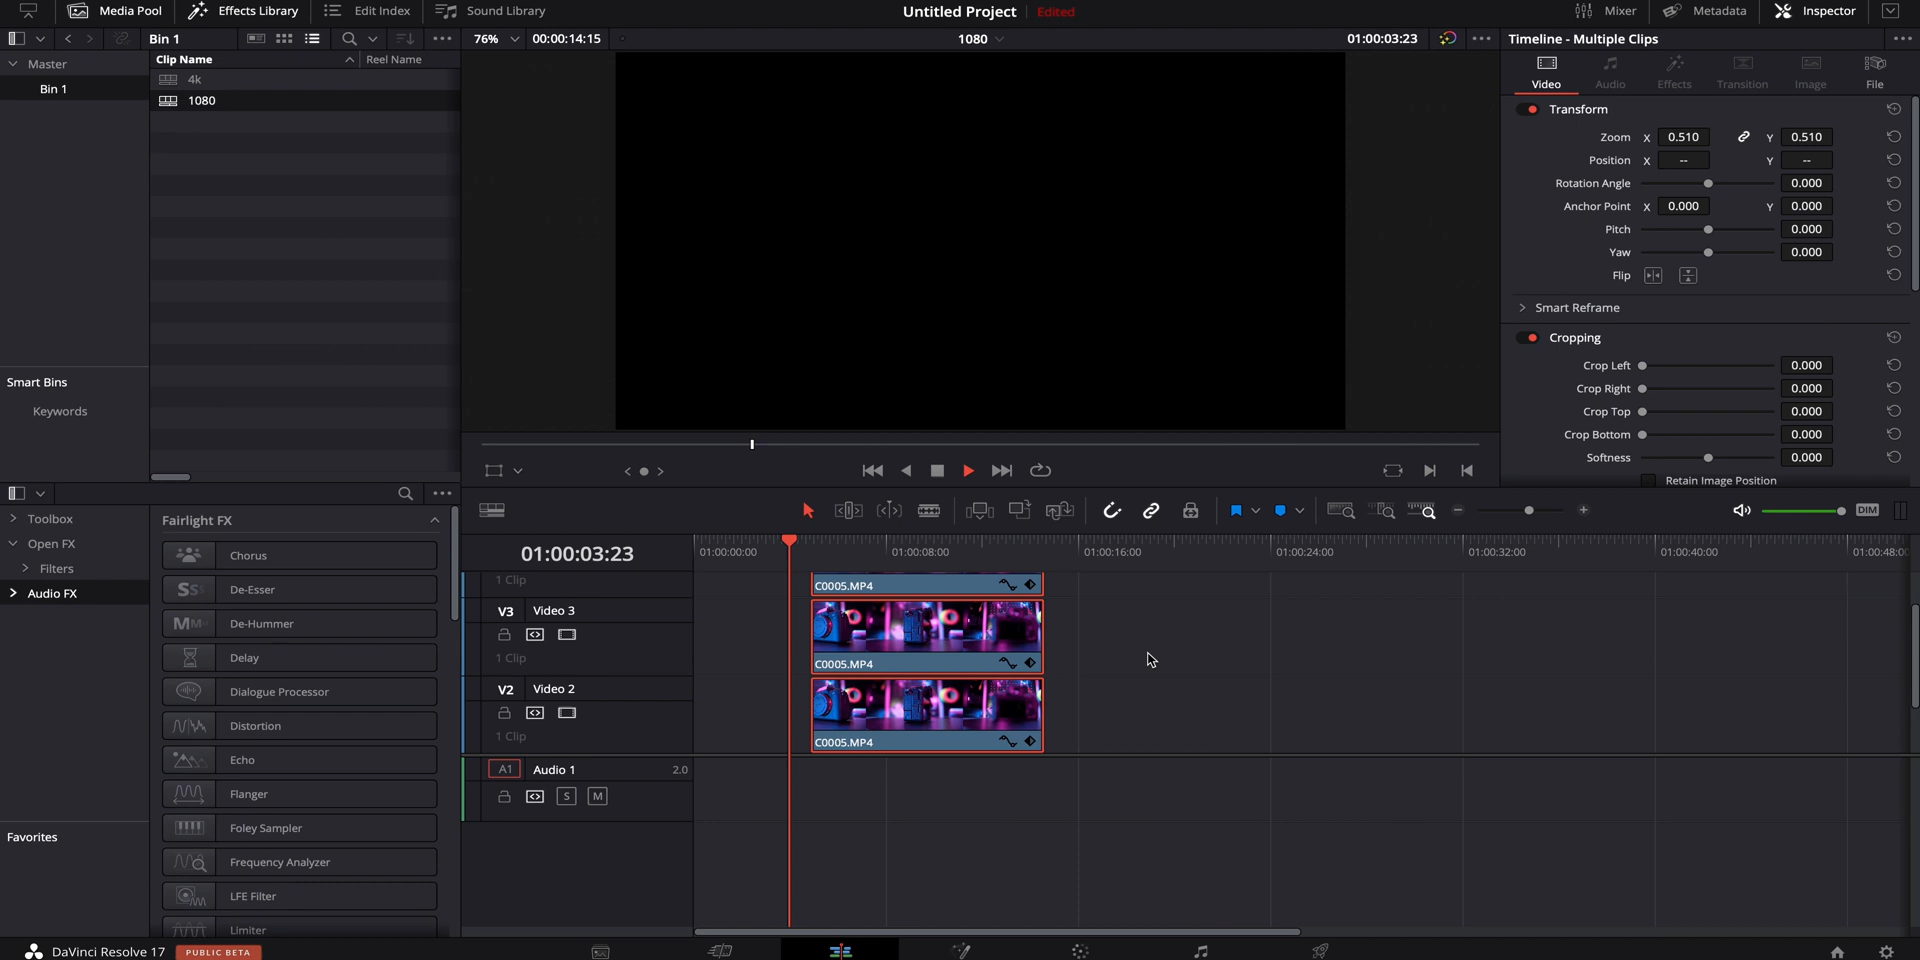 Media Pool
Effects Library
Edit Index
Sound Library
Untitled Project
Edited
Mixer
Metadata
Inspector
Bin 1
76%
00:00:14:15
1080
01:00:03:23
Timeline - Multiple Clips
Master
Bin 1
Clip Name
Reel Name
4k
1080
Video
Audio
Effects
Transition
Image
File
Transform
Zoom X 0.510 Y 0.510
Position X -- Y --
Rotation Angle 0.000
Anchor Point X 0.000 Y 0.000
Pitch 0.000
Yaw 0.000
Flip
Smart Reframe
Cropping
Crop Left 0.000
Crop Right 0.000
Crop Top 0.000
Crop Bottom 0.000
Softness 0.000
Retain Image Position
Smart Bins
Keywords
Toolbox
Open FX
Filters
Audio FX
Favorites
Fairlight FX
Chorus
SSS De-Esser
MMM De-Hummer
Delay
Dialogue Processor
Distortion
Echo
Flanger
Foley Sampler
Frequency Analyzer
LFE Filter
Limiter
DIM
01:00:03:23
01:00:00:00
01:00:08:00
01:00:16:00
01:00:24:00
01:00:32:00
01:00:40:00
01:00:48:00
1 Clip
C0005.MP4
V3 Video 3
1 Clip
C0005.MP4
V2 Video 2
1 Clip
C0005.MP4
A1 Audio 1 2.0
S M
DaVinci Resolve 17
PUBLIC BETA